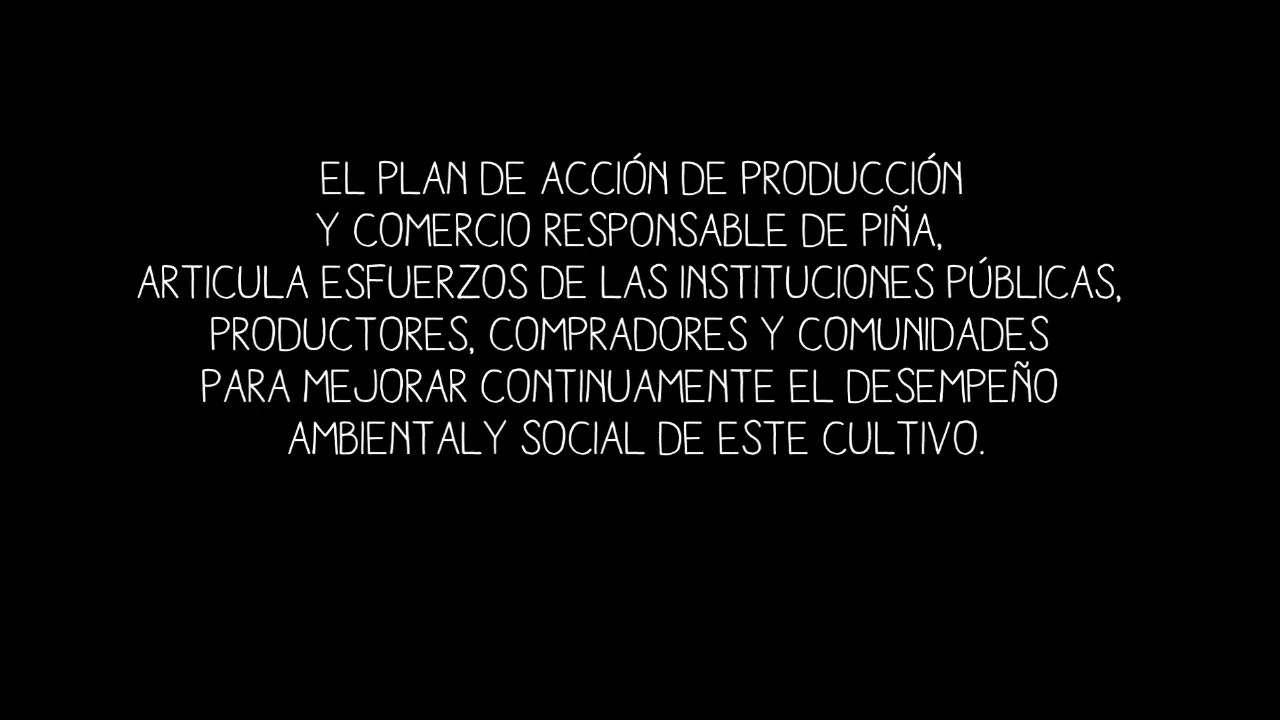 EL PLAN DE ACCIÓN DE PRODUCCIÓN
Y COMERCIO RESPONSABLE DE PIÑA,
ARTICULA ESFUERZOS DE LAS INSTITUCIONES PÚBLICAS,
PRODUCTORES, COMPRADORES Y COMUNIDADES
PARA MEJORAR CONTINUAMENTE EL DESEMPEÑO
AMBIENTALY SOCIAL DE ESTE CULTIVO.